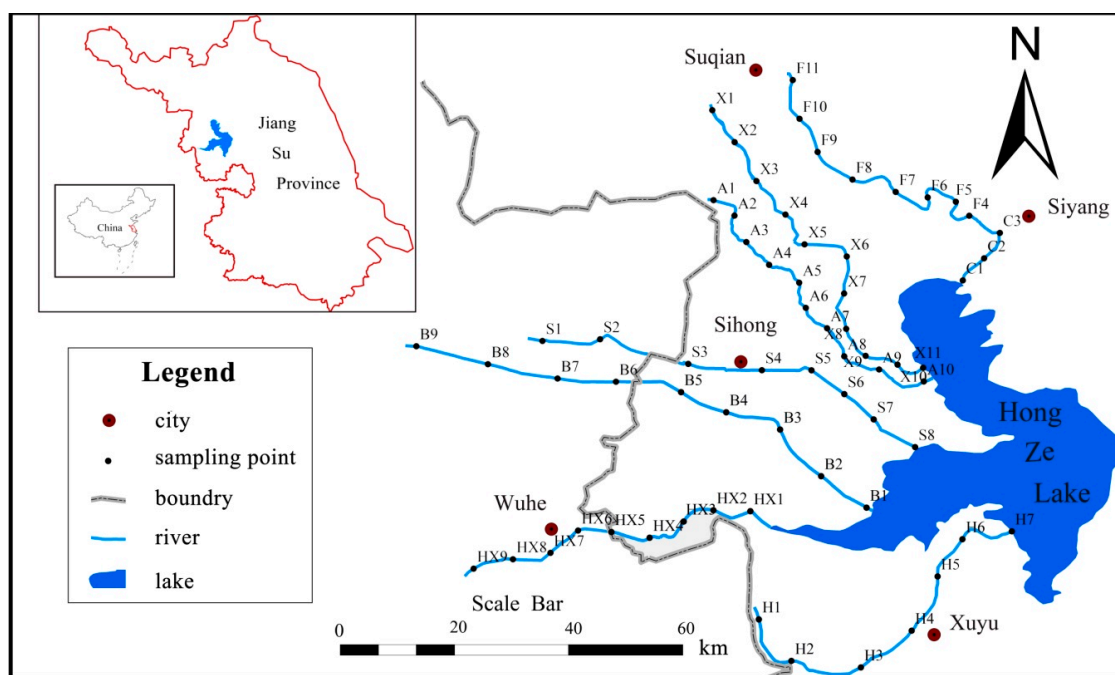 Jiang
Su
Province
China
Legend
city
sampling point
boundry
river
lake
N
Suqian
Siyang
Sihong
Wuhe
Xuyu
Hong
Ze
Lake
F11
F10
F9
F8
F7
F6
F5
F4
C3
C2
C1
X1
X2
X3
X4
X5
X6
X7
X8
X9
X10
X11
A1
A2
A3
A4
A5
A6
A7
A8
A9
A10
S1
S2
S3
S4
S5
S6
S7
S8
B9
B8
B7
B6
B5
B4
B3
B2
B1
HX9
HX8
HX7
HX6
HX5
HX4
HX3
HX2
HX1
H1
H2
H3
H4
H5
H6
H7
Scale Bar
0 20 40 60
km